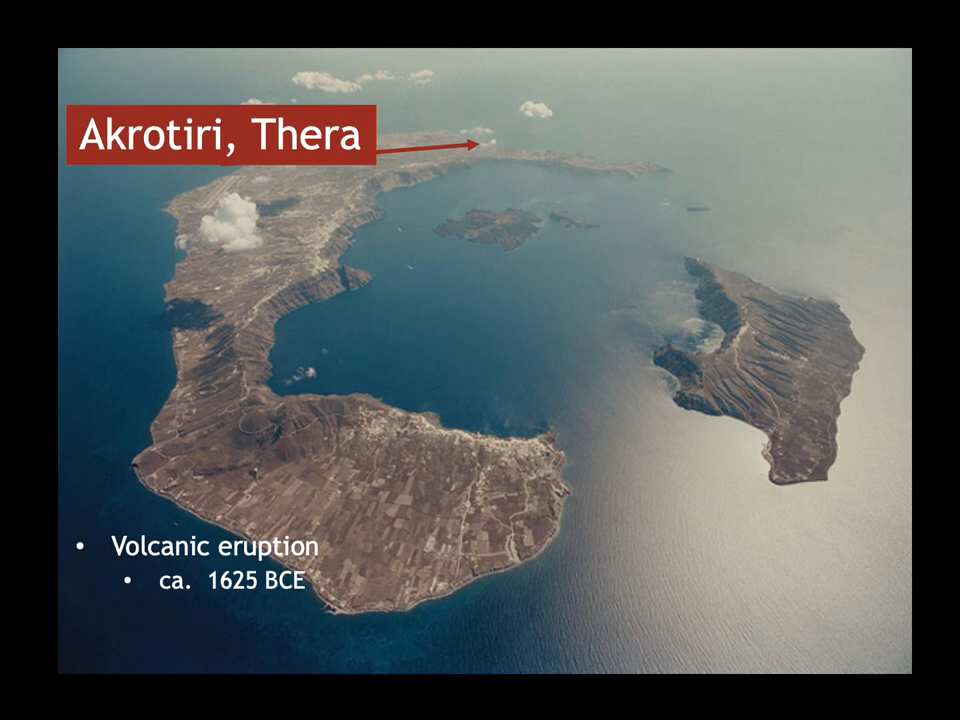 Akrotiri, Thera
• Volcanic eruption
• ca. 1625 BCE